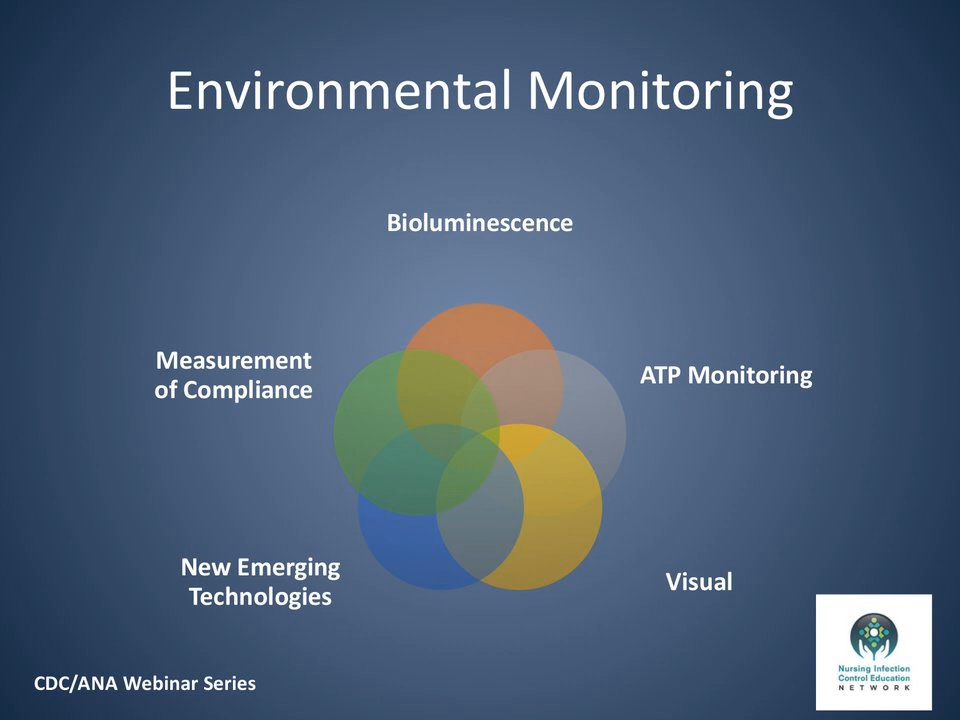 Environmental Monitoring
Bioluminescence
Measurement
of Compliance
ATP Monitoring
New Emerging
Technologies
Visual
CDC/ANA Webinar Series
Nursing Infection
Control Education
NETWORK